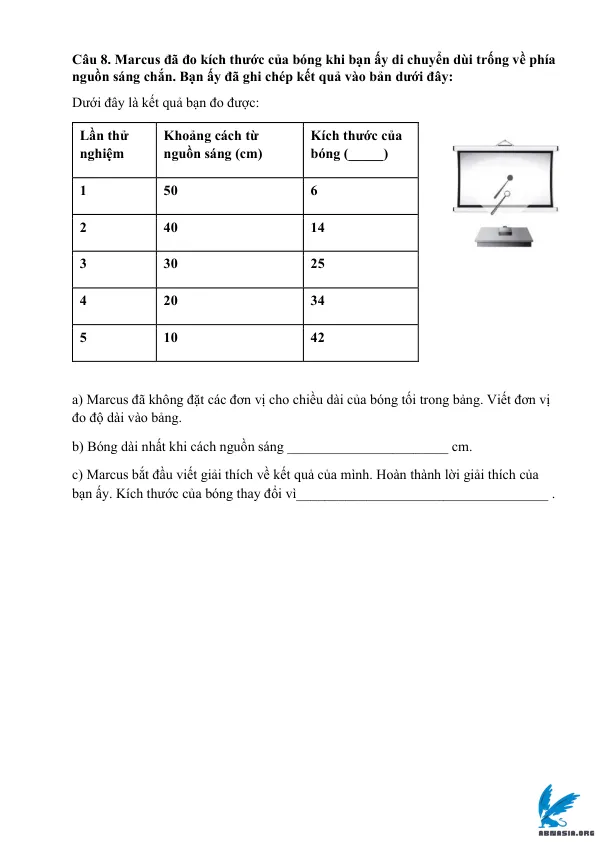 Câu 8. Marcus đã đo kích thước của bóng khi bạn ấy di chuyển dùi trống về phía
nguồn sáng chắn. Bạn ấy đã ghi chép kết quả vào bản dưới đây:
Dưới đây là kết quả bạn đo được:
Lần thử nghiệm Khoảng cách từ nguồn sáng (cm) Kích thước của bóng (_____)
1 50 6
2 40 14
3 30 25
4 20 34
5 10 42
a) Marcus đã không đặt các đơn vị cho chiều dài của bóng tối trong bảng. Viết đơn vị
đo độ dài vào bảng.
b) Bóng dài nhất khi cách nguồn sáng _______________________ cm.
c) Marcus bắt đầu viết giải thích về kết quả của mình. Hoàn thành lời giải thích của
bạn ấy. Kích thước của bóng thay đổi vì____________________________________ .
ABNASIA.ORG